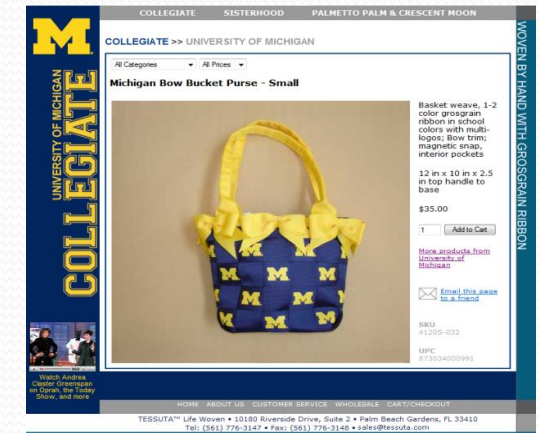 COLLEGIATE SISTERHOOD PALMETTO PALM & CRESCENT MOON
M
COLLEGIATE >> UNIVERSITY OF MICHIGAN
All Categories All Prices
Michigan Bow Bucket Purse - Small
UNIVERSITY OF MICHIGAN
COLLEGIATE
WOVEN BY HAND WITH GROSGRAIN RIBBON
M M M
M M M
M M M
Basket weave, 1-2
color grosgrain
ribbon in school
colors with multi-
logos; Bow trim;
magnetic snap,
interior pockets
12 in x 10 in x 2.5
in top handle to
base
$35.00
1 Add to Cart
More products from
University of
Michigan
Email this page
to a friend
SKU
41205-032
UPC
873034000991
Watch Andrea
Claster Greenspan
on Oprah, the Today
Show, and more
HOME ABOUT US CUSTOMER SERVICE WHOLESALE CART/CHECKOUT
TESSUTA™ Life Woven • 10180 Riverside Drive, Suite 2 • Palm Beach Gardens, FL 33410
Tel: (561) 776-3147 • Fax: (561) 776-3148 • sales@tessuta.com